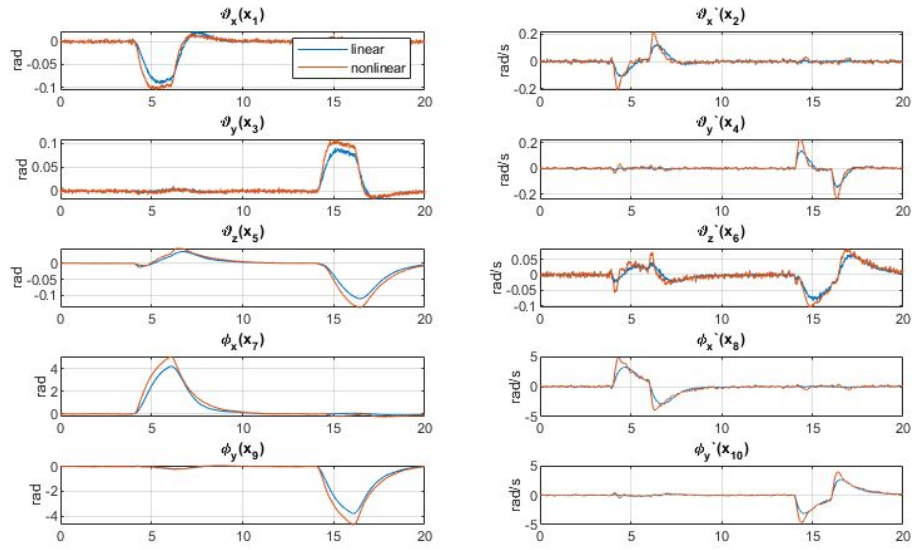 ϑx(x1)
rad
0
-0.05
-0.1
linear
nonlinear
0 5 10 15 20
ϑx`(x2)
rad/s
0.2
0
-0.2
0 5 10 15 20
ϑy(x3)
rad
0.1
0.05
0
0 5 10 15 20
ϑy`(x4)
rad/s
0.2
0
-0.2
0 5 10 15 20
ϑz(x5)
rad
0
-0.05
-0.1
0 5 10 15 20
ϑz`(x6)
rad/s
0.05
0
-0.05
-0.1
0 5 10 15 20
ϕx(x7)
rad
4
2
0
0 5 10 15 20
ϕx`(x8)
rad/s
5
0
-5
0 5 10 15 20
ϕy(x9)
rad
0
-2
-4
0 5 10 15 20
ϕy`(x10)
rad/s
5
0
-5
0 5 10 15 20